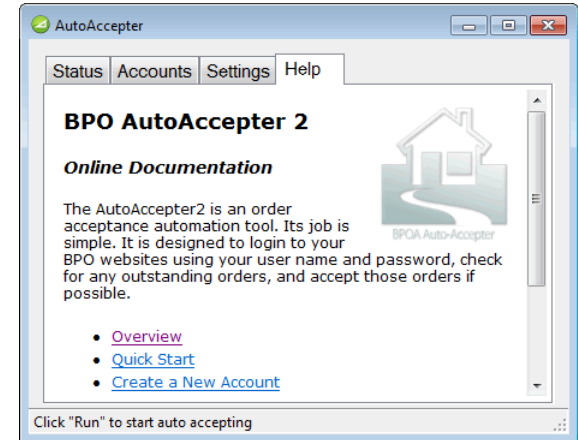 AutoAccepter
Status Accounts Settings Help
BPO AutoAccepter 2
Online Documentation
The AutoAccepter2 is an order
acceptance automation tool. Its job is
simple. It is designed to login to your
BPO websites using your user name and password, check
for any outstanding orders, and accept those orders if
possible.
BPOA Auto-Accepter
• Overview
• Quick Start
• Create a New Account
Click "Run" to start auto accepting